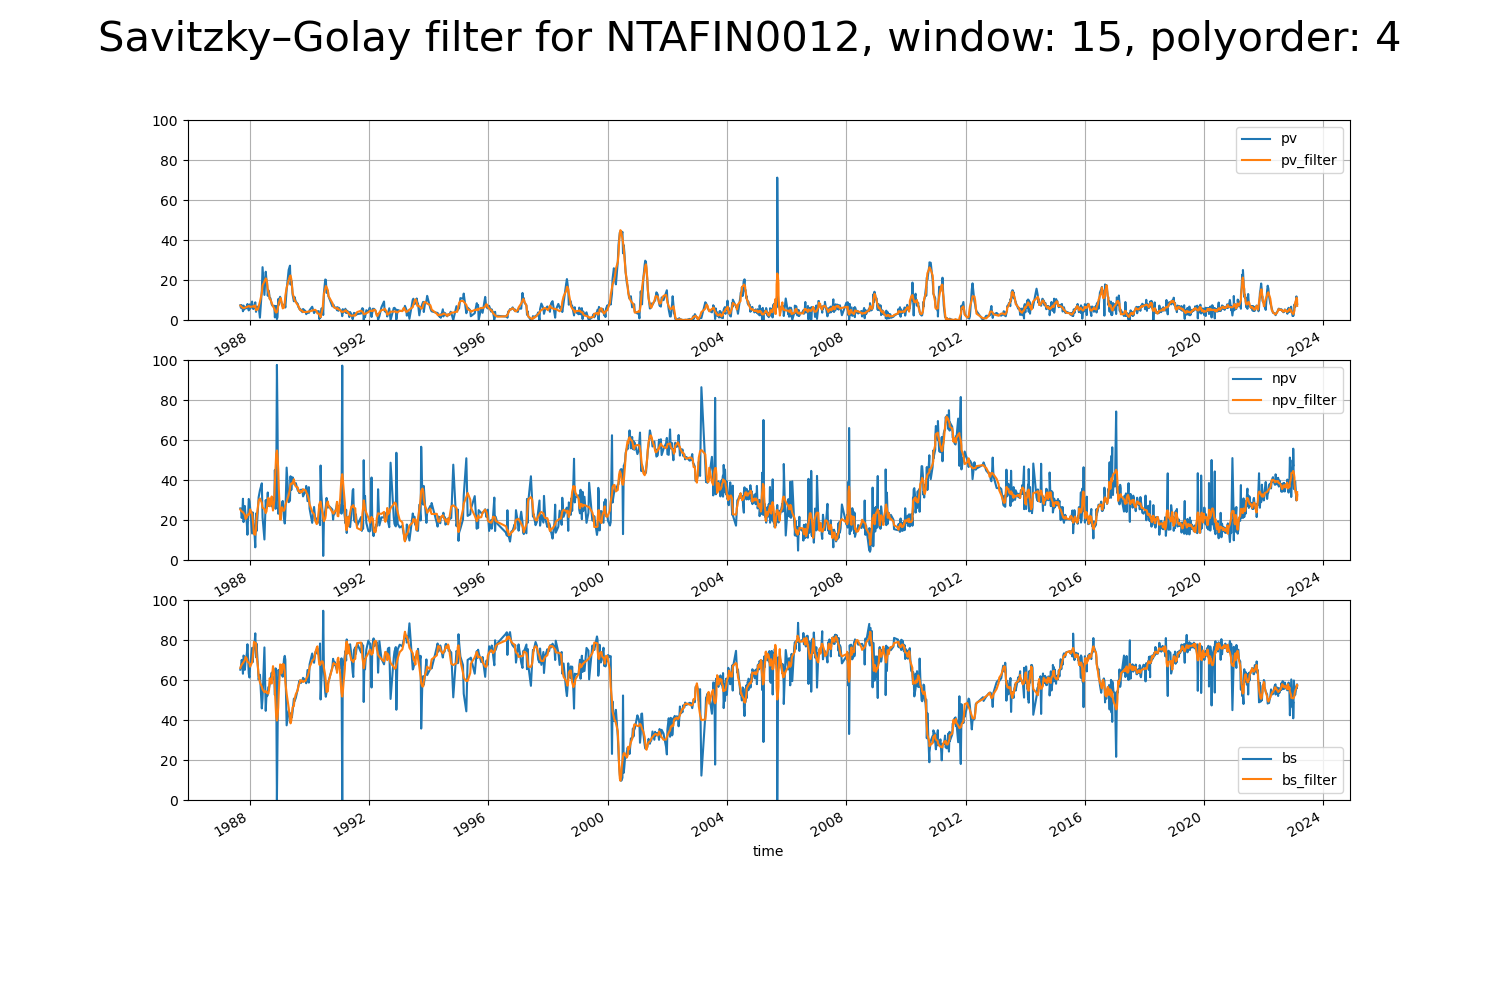 Savitzky–Golay filter for NTAFIN0012, window: 15, polyorder: 4
100
80
60
40
20
0
pv
pv_filter
1988 1992 1996 2000 2004 2008 2012 2016 2020 2024
100
80
60
40
20
0
npv
npv_filter
1988 1992 1996 2000 2004 2008 2012 2016 2020 2024
100
80
60
40
20
0
bs
bs_filter
1988 1992 1996 2000 2004 2008 2012 2016 2020 2024
time